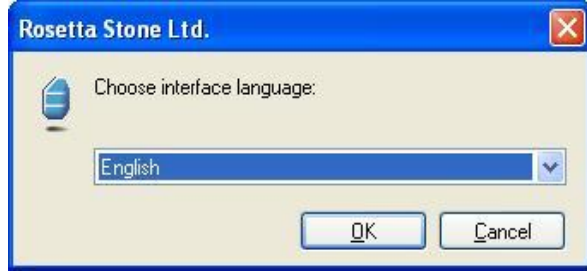 Rosetta Stone Ltd.
Choose interface language:
English
OK
Cancel